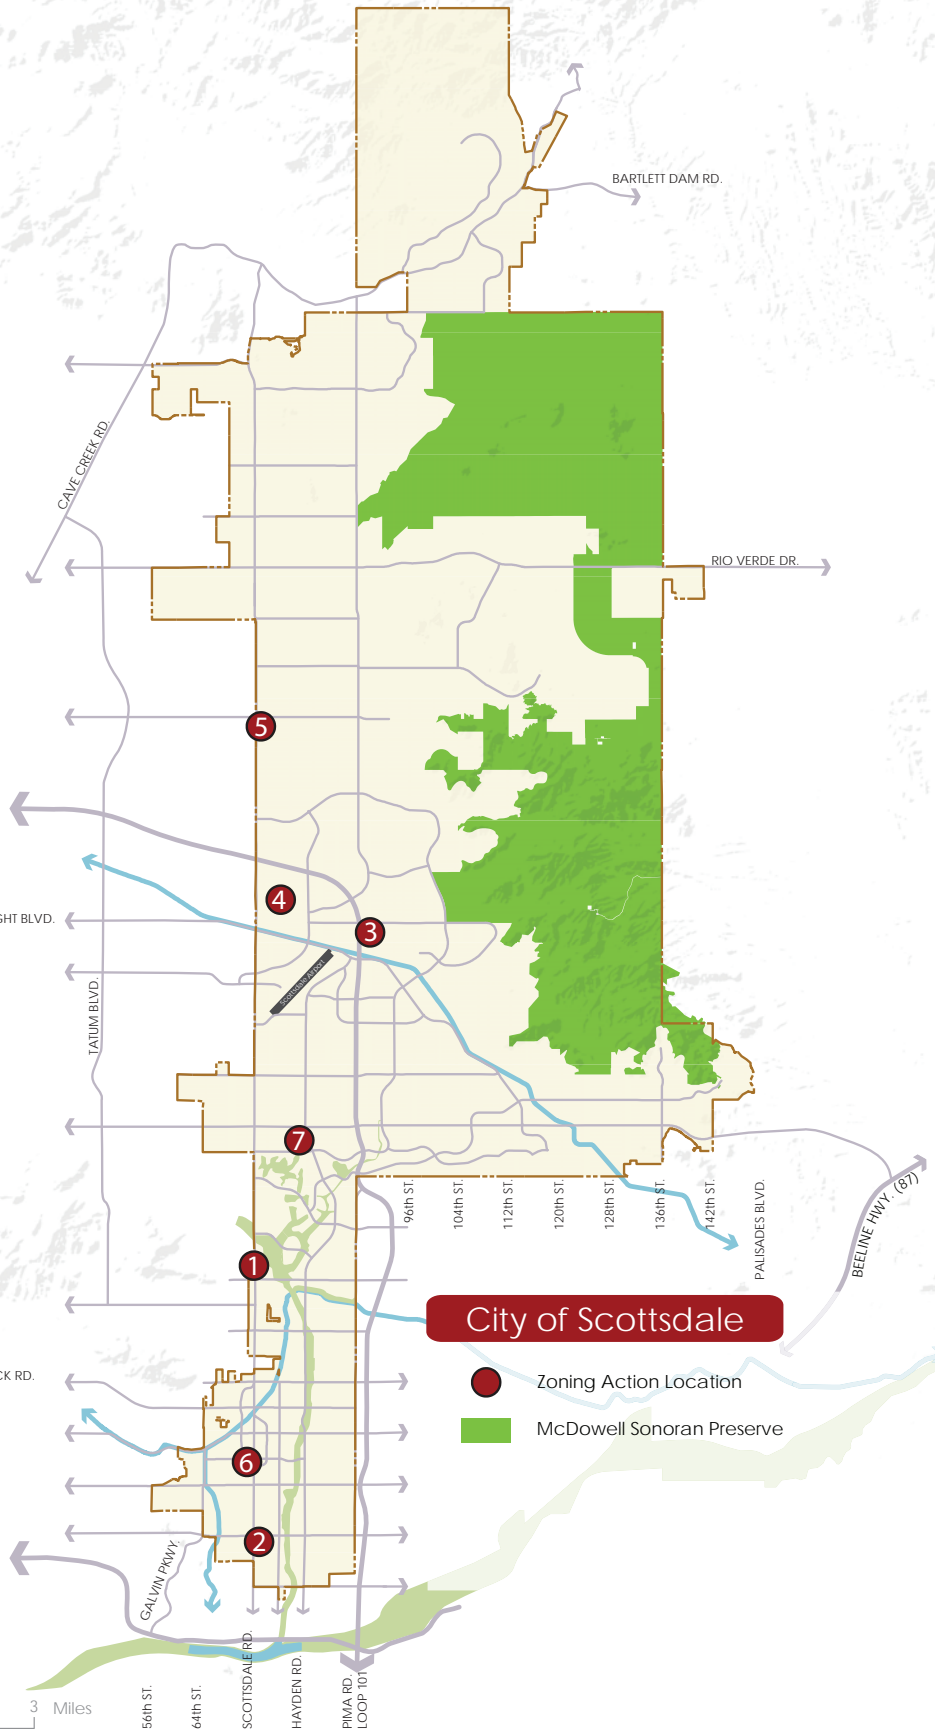 BARTLETT DAM RD.
CAVE CREEK RD.
RIO VERDE DR.
5
4
GHT BLVD.
3
TATUM BLVD.
Scottsdale Airport
7
96th ST.
104th ST.
112th ST.
120th ST.
128th ST.
136th ST.
142th ST.
PALISADES BLVD.
BEELINE HWY. (87)
1
City of Scottsdale
Zoning Action Location
McDowell Sonoran Preserve
CK RD.
6
2
GALVIN PKWY.
3 Miles
56th ST.
64th ST.
SCOTTSDALE RD.
HAYDEN RD.
PIMA RD.
LOOP 101